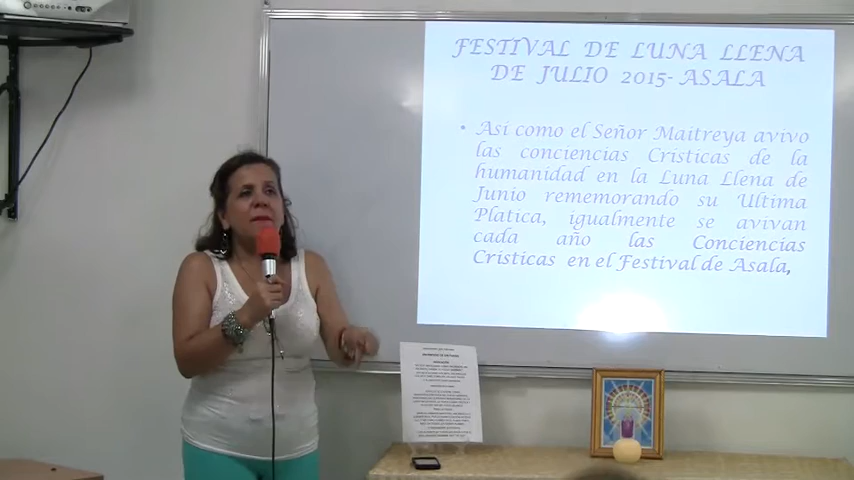 FESTIVAL DE LUNA LLENA
DE JULIO 2015- ASALA
• Así como el Señor Maitreya avivo
las Conciencias Cristicas de la
humanidad en la Luna Llena de
Junio Rememorando su Ultima
Platica, igualmente se avivan
cada año las Conciencias
Crísticas en el Festival de Asala,